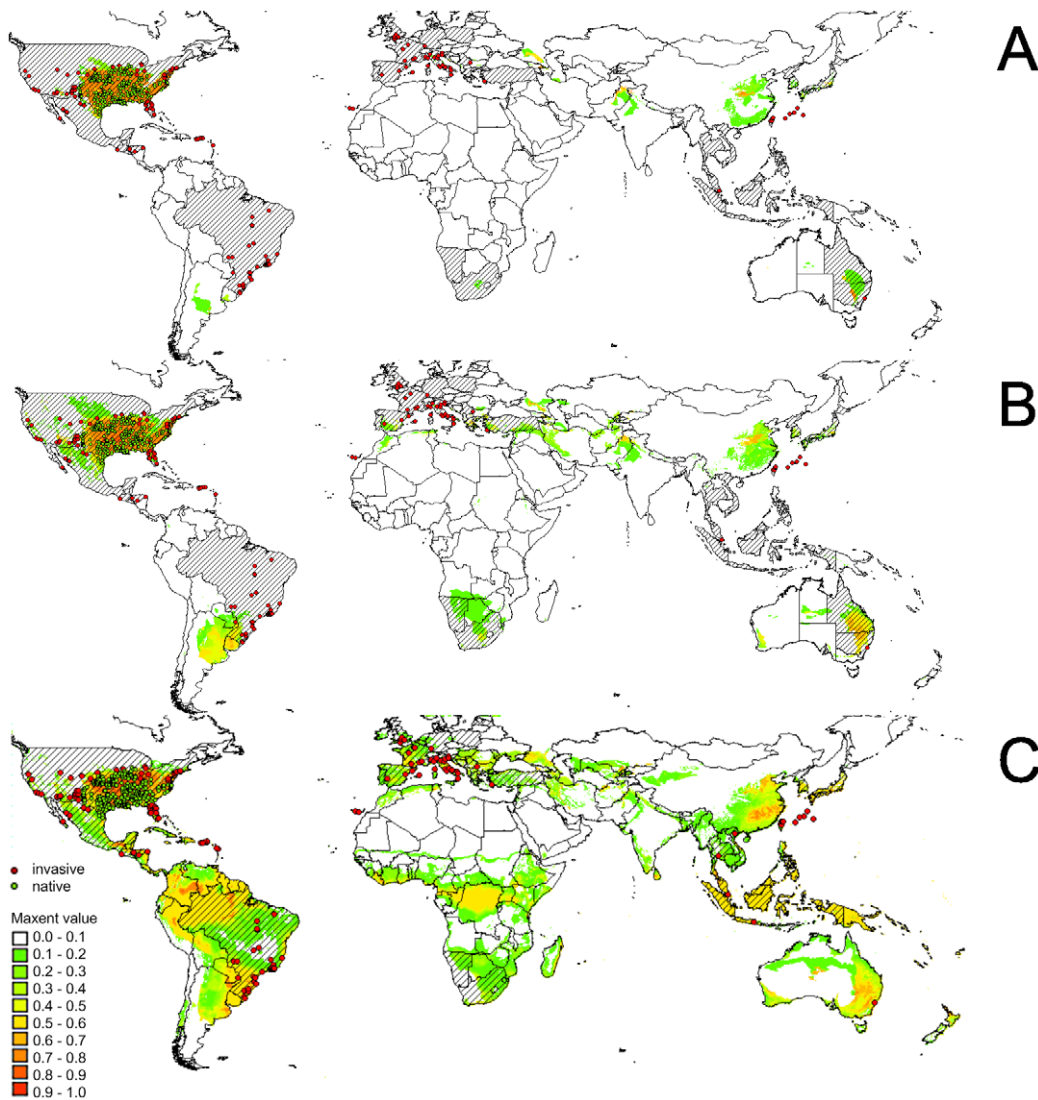 A
B
C
invasive
native
Maxent value
0.0 - 0.1
0.1 - 0.2
0.2 - 0.3
0.3 - 0.4
0.4 - 0.5
0.5 - 0.6
0.6 - 0.7
0.7 - 0.8
0.8 - 0.9
0.9 - 1.0